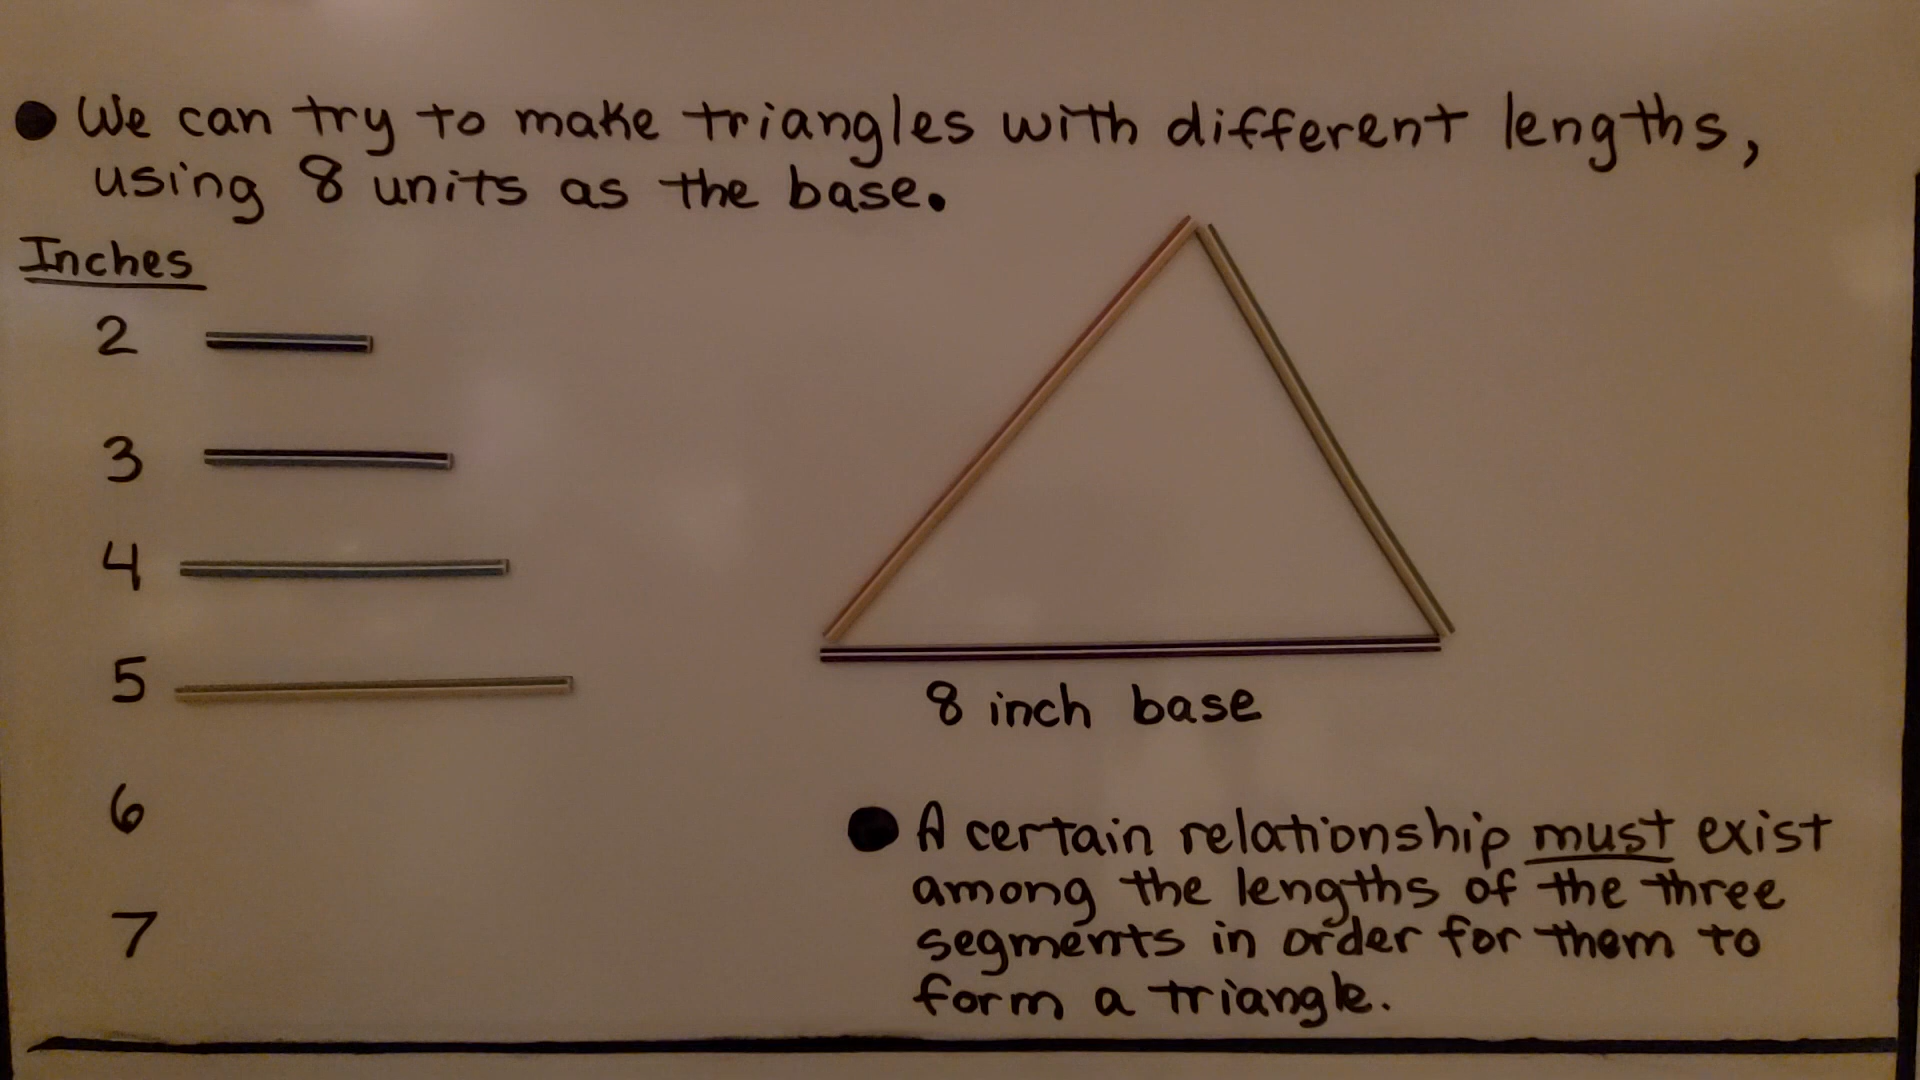 ● We can try to make triangles with different lengths,
using 8 units as the base.
Inches
2
3
4
5
6
7
8 inch base
● A certain relationship must exist
among the lengths of the three
segments in order for them to
form a triangle.